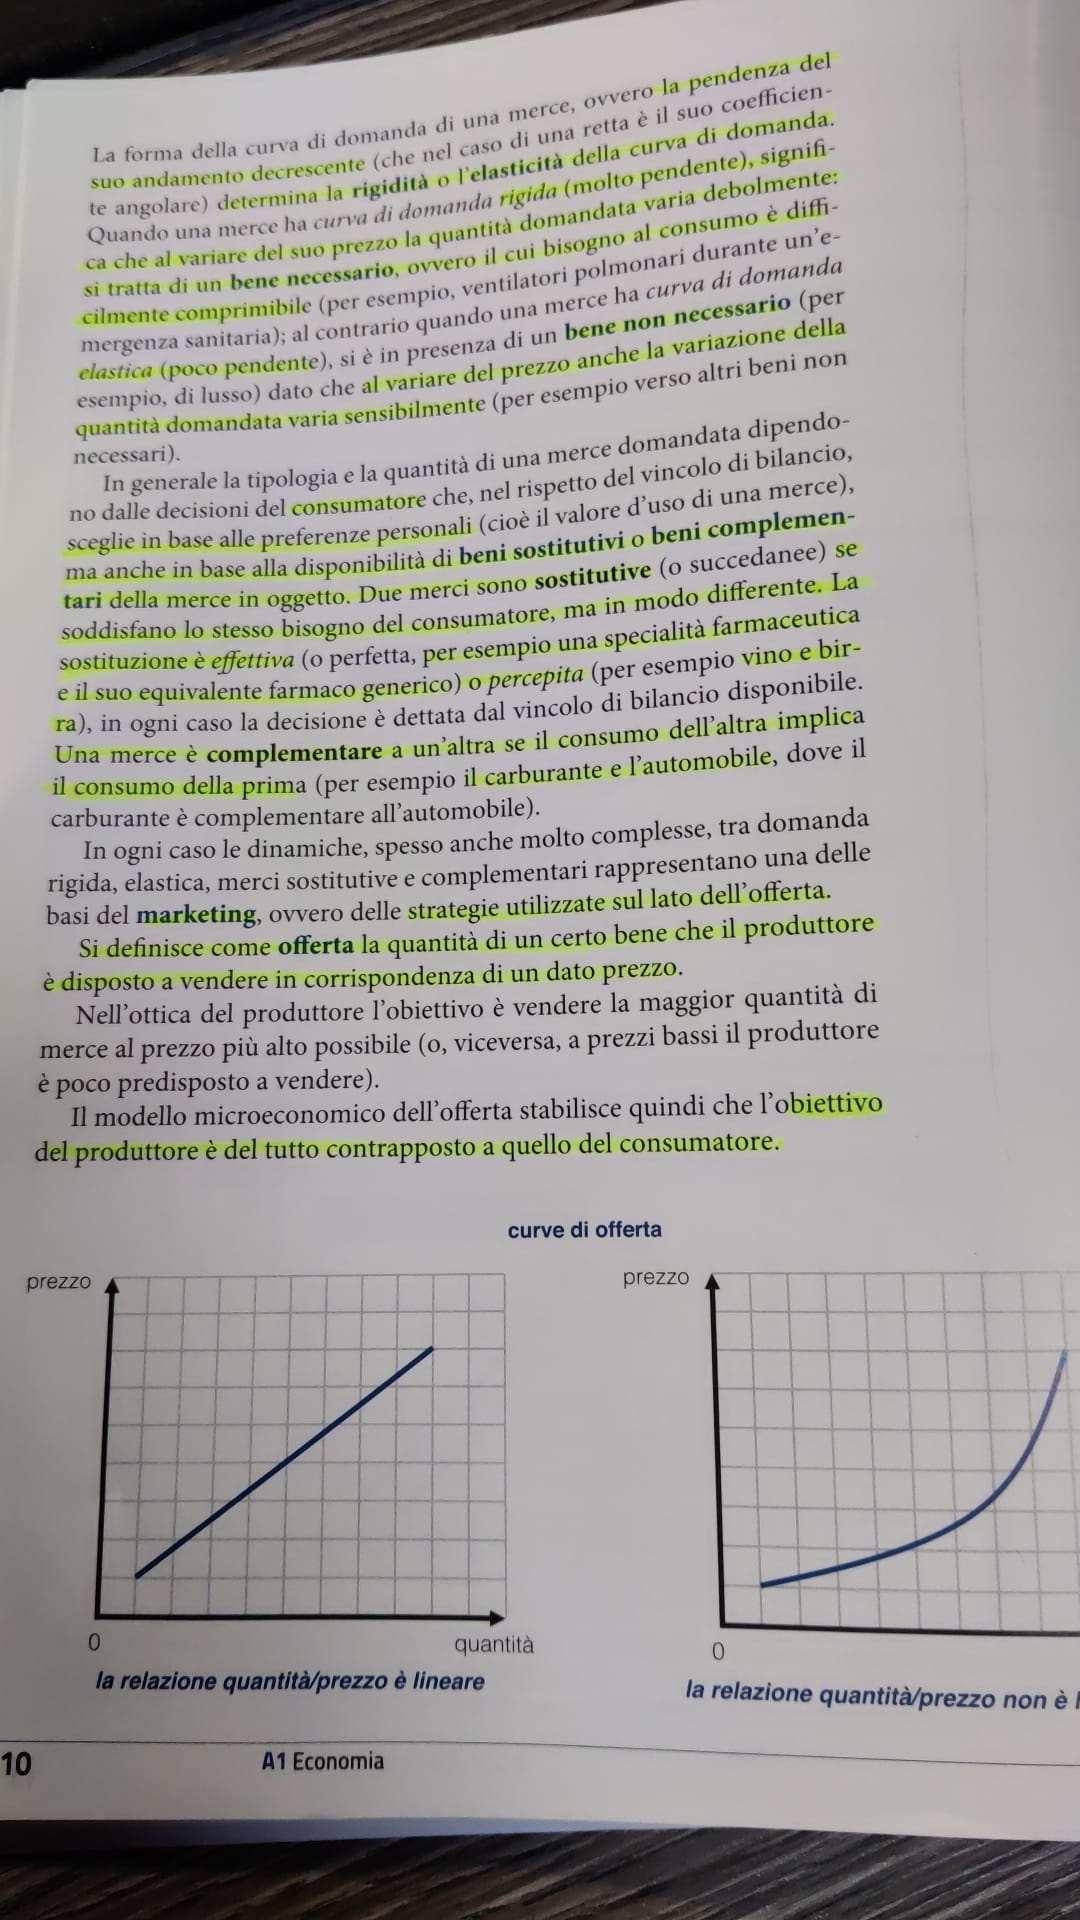 La forma della curva di domanda di una merce, ovvero la pendenza del
suo andamento decrescente (che nel caso di una retta è il suo coefficien-
te angolare) determina la rigidità o l'elasticità della curva di domanda.
Quando una merce ha curva di domanda rigida (molto pendente), signifi-
ca che al variare del suo prezzo la quantità domandata varia debolmente:
si tratta di un bene necessario, ovvero il cui bisogno al consumo è diffi-
cilmente comprimibile (per esempio, ventilatori polmonari durante un'e-
mergenza sanitaria); al contrario quando una merce ha curva di domanda
elastica (poco pendente), si è in presenza di un bene non necessario (per
esempio, di lusso) dato che al variare del prezzo anche la variazione della
quantità domandata varia sensibilmente (per esempio verso altri beni non
necessari).
In generale la tipologia e la quantità di una merce domandata dipendo-
no dalle decisioni del consumatore che, nel rispetto del vincolo di bilancio,
sceglie in base alle preferenze personali (cioè il valore d'uso di una merce),
ma anche in base alla disponibilità di beni sostitutivi o beni complemen-
tari della merce in oggetto. Due merci sono sostitutive (o succedanee) se
soddisfano lo stesso bisogno del consumatore, ma in modo differente. La
sostituzione è effettiva (o perfetta, per esempio una specialità farmaceutica
e il suo equivalente farmaco generico) o percepita (per esempio vino e bir-
ra), in ogni caso la decisione è dettata dal vincolo di bilancio disponibile.
Una merce è complementare a un'altra se il consumo dell'altra implica
il consumo della prima (per esempio il carburante e l'automobile, dove il
carburante è complementare all'automobile).
In ogni caso le dinamiche, spesso anche molto complesse, tra domanda
rigida, elastica, merci sostitutive e complementari rappresentano una delle
basi del marketing, ovvero delle strategie utilizzate sul lato dell'offerta.
Si definisce come offerta la quantità di un certo bene che il produttore
è disposto a vendere in corrispondenza di un dato prezzo.
Nell'ottica del produttore l'obiettivo è vendere la maggior quantità di
merce al prezzo più alto possibile (o, viceversa, a prezzi bassi il produttore
è poco predisposto a vendere).
Il modello microeconomico dell'offerta stabilisce quindi che l'obiettivo
del produttore è del tutto contrapposto a quello del consumatore.
curve di offerta
prezzo
0
quantità
la relazione quantità/prezzo è lineare
prezzo
0
la relazione quantità/prezzo non è
10
A1 Economia